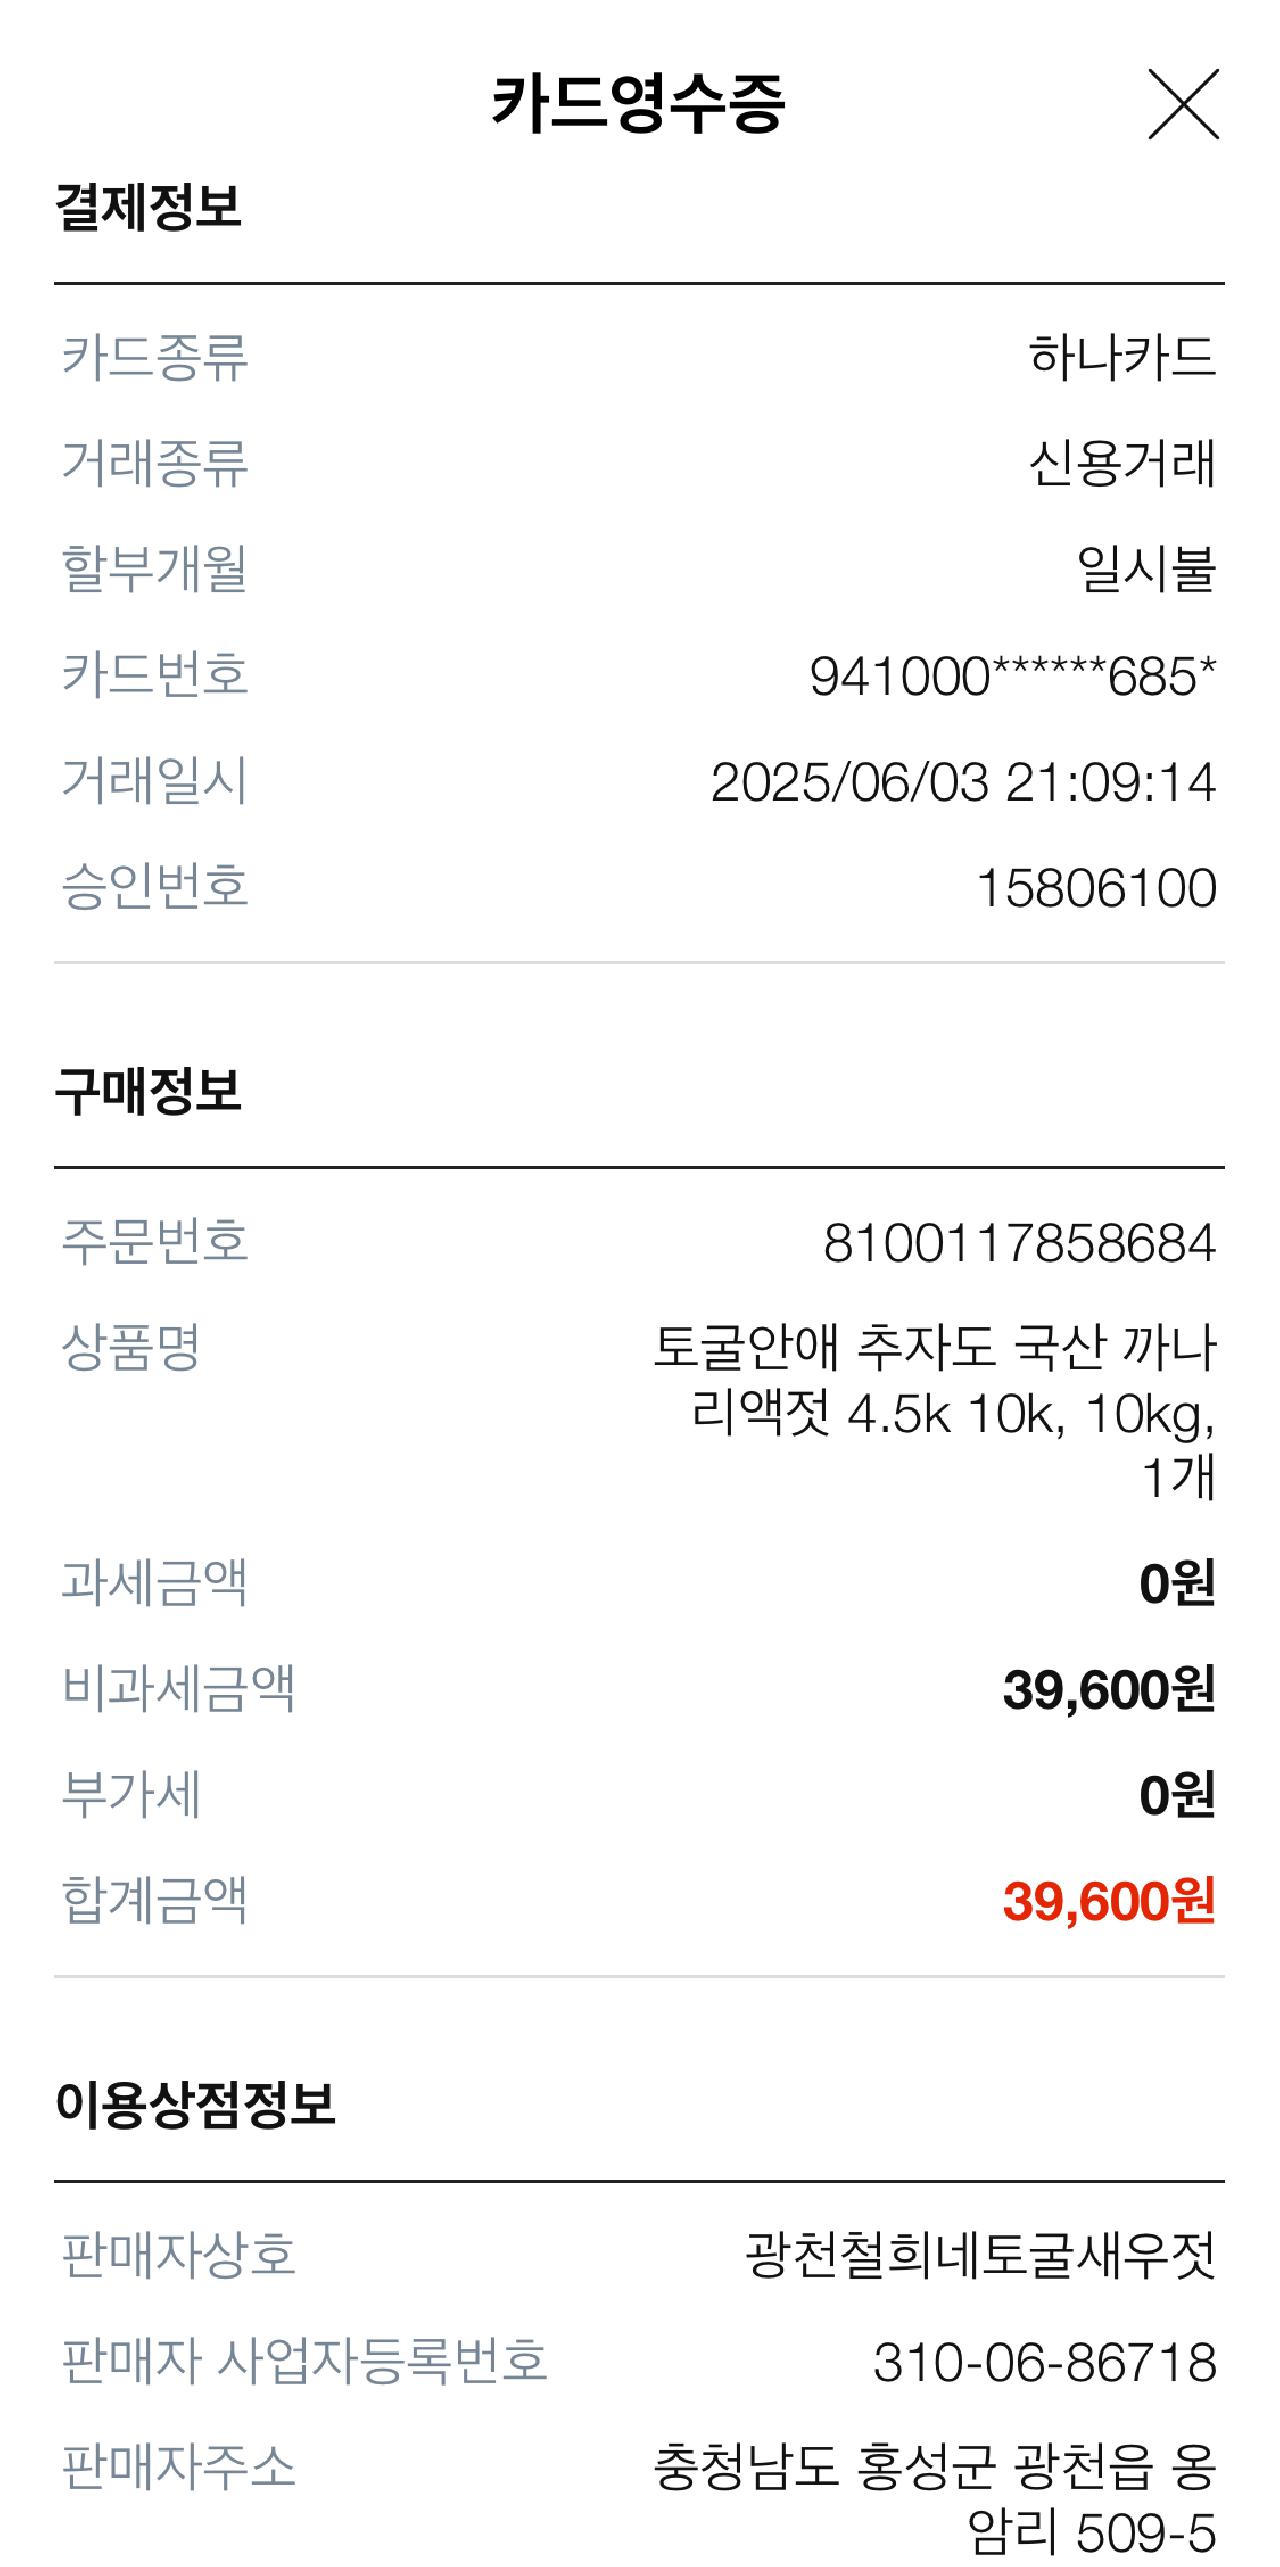 카드영수증
결제정보
카드종류 하나카드
거래종류 신용거래
할부개월 일시불
카드번호 941000******685*
거래일시 2025/06/03 21:09:14
승인번호 15806100
구매정보
주문번호 8100117858684
상품명 토굴안애 추자도 국산 까나
리액젓 4.5k 10k, 10kg,
1개
과세금액 0원
비과세금액 39,600원
부가세 0원
합계금액 39,600원
이용상점정보
판매자상호 광천철희네토굴새우젓
판매자 사업자등록번호 310-06-86718
판매자주소 충청남도 홍성군 광천읍 옹
암리 509-5